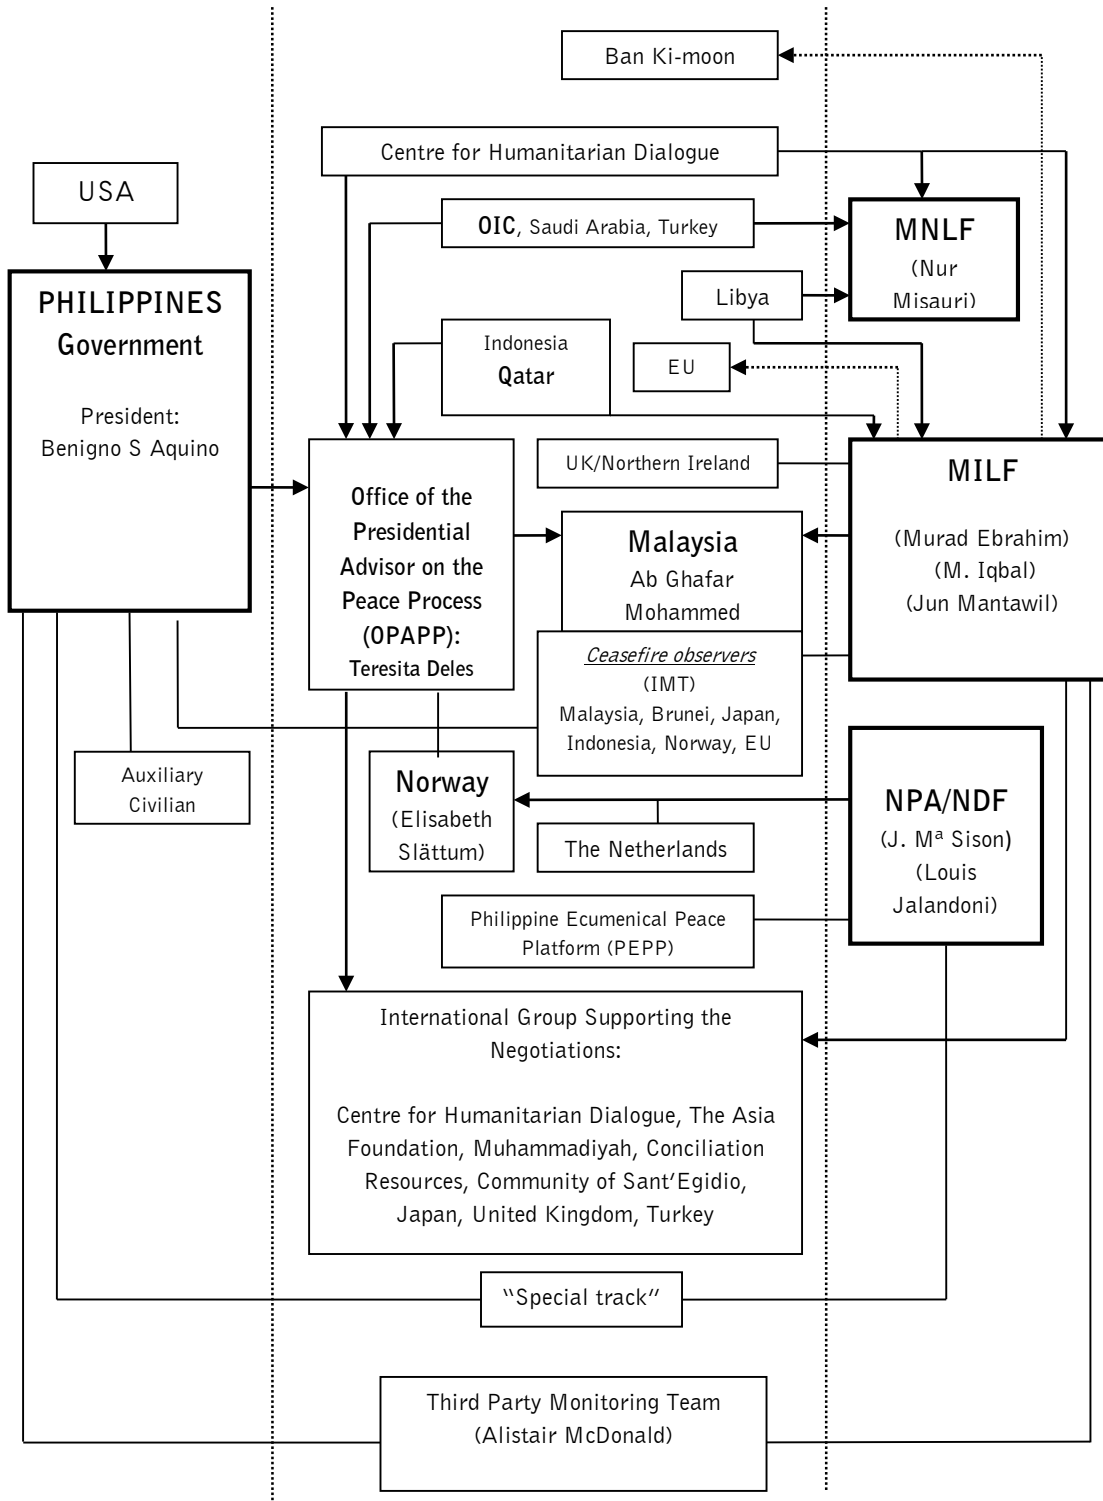 Ban Ki-moon
Centre for Humanitarian Dialogue
USA
OIC, Saudi Arabia, Turkey
MNLF
(Nur
Misauri)
PHILIPPINES
Government
President:
Benigno S Aquino
Libya
Indonesia
Qatar
EU
UK/Northern Ireland
MILF
(Murad Ebrahim)
(M. Iqbal)
(Jun Mantawil)
Office of the
Presidential
Advisor on the
Peace Process
(OPAPP):
Teresita Deles
Malaysia
Ab Ghafar
Mohammed
Ceasefire observers
(IMT)
Malaysia, Brunei, Japan,
Indonesia, Norway, EU
Auxiliary
Civilian
Norway
(Elisabeth
Slättum)
The Netherlands
NPA/NDF
(J. Mª Sison)
(Louis
Jalandoni)
Philippine Ecumenical Peace
Platform (PEPP)
International Group Supporting the
Negotiations:
Centre for Humanitarian Dialogue, The Asia
Foundation, Muhammadiyah, Conciliation
Resources, Community of Sant’Egidio,
Japan, United Kingdom, Turkey
“Special track”
Third Party Monitoring Team
(Alistair McDonald)